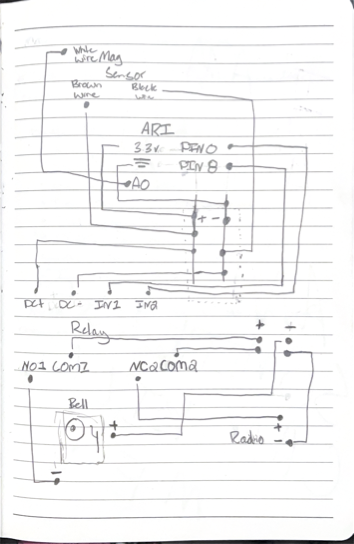 White
wire Mag
Sensor
Brown Black
wire wire
ARI
3.3v PIN 0
PIN 8
A0
+ -
DC+ DC- IN1 IN2
Relay + -
NO1 COM1 NC2 COM2
Bell
+
+
Radio -
-